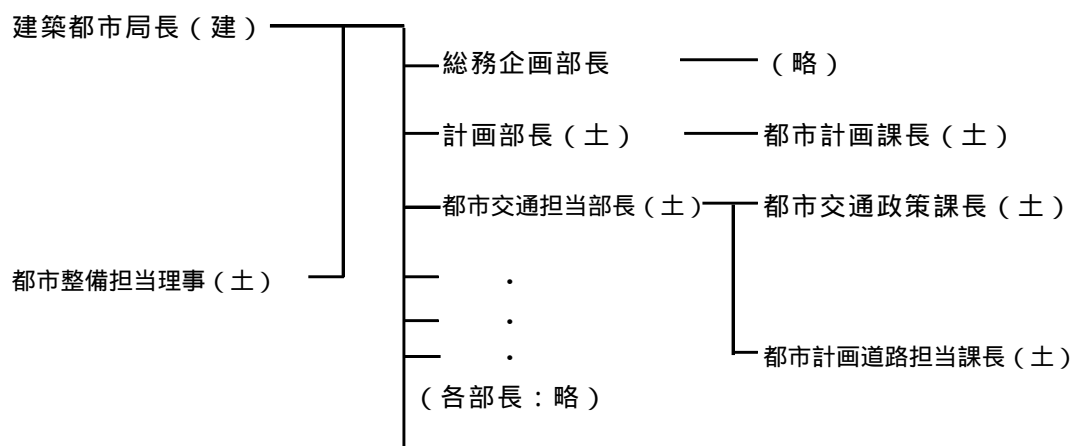 建築都市局長（建）
総務企画部長 （略）
計画部長（土） 都市計画課長（土）
都市交通担当部長（土） 都市交通政策課長（土）
都市整備担当理事（土） ・
・
・ 都市計画道路担当課長（土）
（各部長：略）